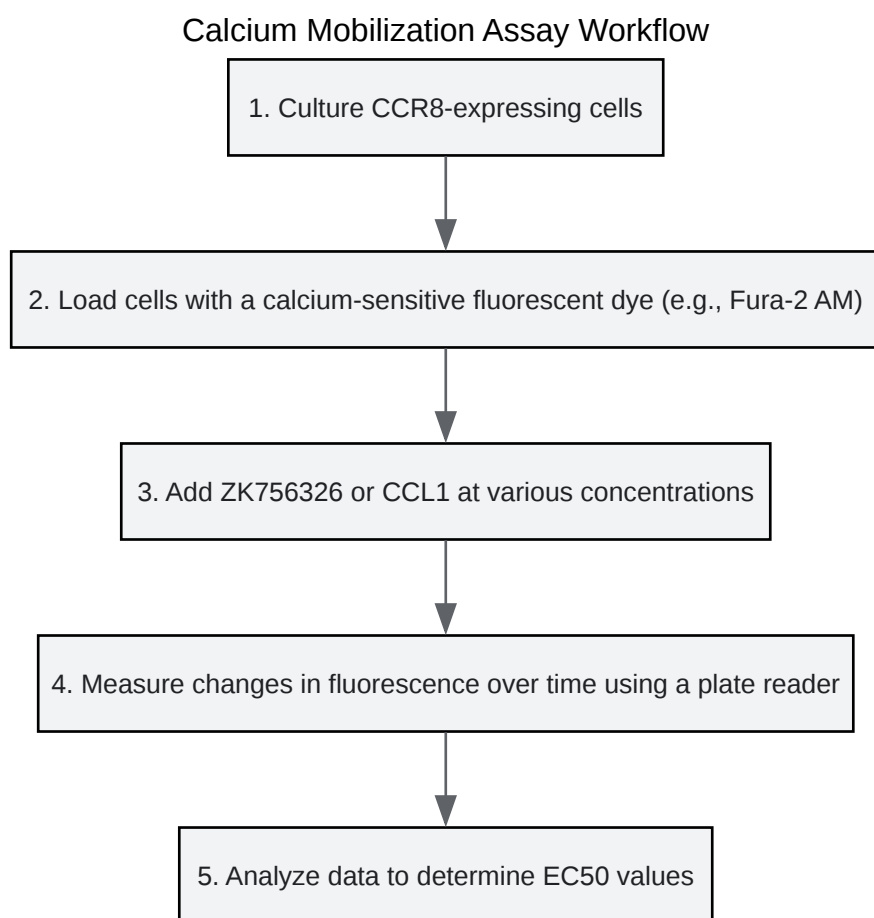 Calcium Mobilization Assay Workflow
1. Culture CCR8-expressing cells
2. Load cells with a calcium-sensitive fluorescent dye (e.g., Fura-2 AM)
3. Add ZK756326 or CCL1 at various concentrations
4. Measure changes in fluorescence over time using a plate reader
5. Analyze data to determine EC50 values